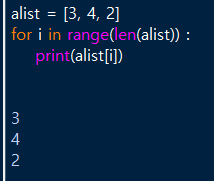 alist = [3, 4, 2]
for i in range(len(alist)) :
    print(alist[i])
3
4
2